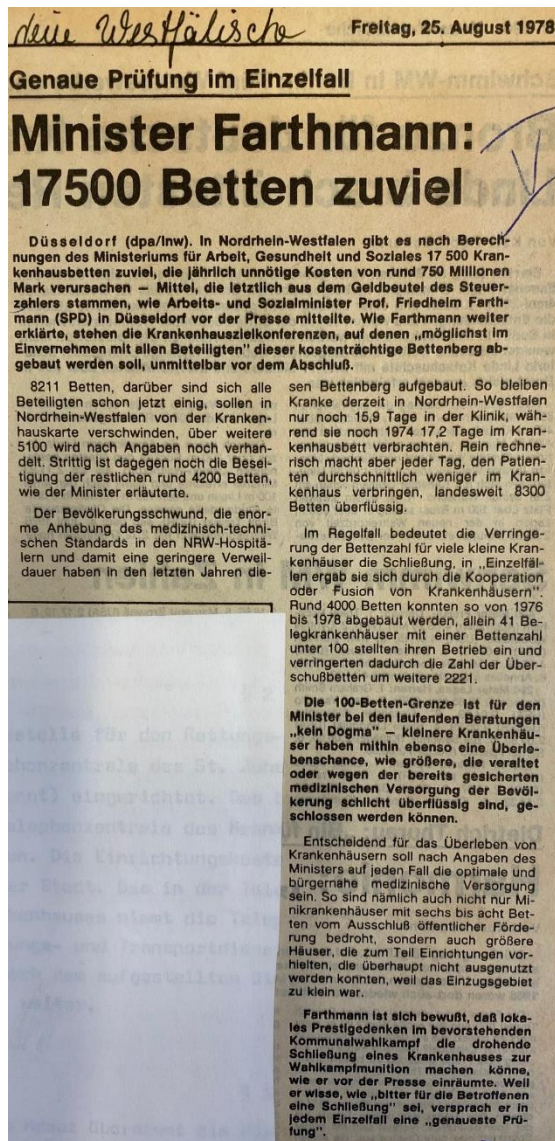 neue Westfälische
Freitag, 25. August 1978
Genaue Prüfung im Einzelfall
Minister Farthmann:
17500 Betten zuviel
Düsseldorf (dpa/lnw). In Nordrhein-Westfalen gibt es nach Berech-
nungen des Ministeriums für Arbeit, Gesundheit und Soziales 17 500 Kran-
kenhausbetten zuviel, die jährlich unnötige Kosten von rund 750 Millionen
Mark verursachen — Mittel, die letztlich aus dem Geldbeutel des Steuer-
zahlers stammen, wie Arbeits- und Sozialminister Prof. Friedhelm Farth-
mann (SPD) in Düsseldorf vor der Presse mitteilte. Wie Farthmann weiter
erklärte, stehen die Krankenhauszielkonferenzen, auf denen „möglichst im
Einvernehmen mit allen Beteiligten" dieser kostenträchtige Bettenberg ab-
gebaut werden soll, unmittelbar vor dem Abschluß.
8211 Betten, darüber sind sich alle
Beteiligten schon jetzt einig, sollen in
Nordrhein-Westfalen von der Kranken-
hauskarte verschwinden, über weitere
5100 wird nach Angaben noch verhan-
delt. Strittig ist dagegen noch die Besei-
tigung der restlichen rund 4200 Betten,
wie der Minister erläuterte.
Der Bevölkerungsschwund, die enor-
me Anhebung des medizinisch-techni-
schen Standards in den NRW-Hospitä-
lern und damit eine geringere Verweil-
dauer haben in den letzten Jahren die-
sen Bettenberg aufgebaut. So bleiben
Kranke derzeit in Nordrhein-Westfalen
nur noch 15,9 Tage in der Klinik, wäh-
rend sie noch 1974 17,2 Tage im Kran-
kenhausbett verbrachten. Rein rechne-
risch macht aber jeder Tag, den Patien-
ten durchschnittlich weniger im Kran-
kenhaus verbringen, landesweit 8300
Betten überflüssig.
Im Regelfall bedeutet die Verringe-
rung der Bettenzahl für viele kleine Kran-
kenhäuser die Schließung, in „Einzelfäl-
len ergab sie sich durch die Kooperation
oder Fusion von Krankenhäusern".
Rund 4000 Betten konnten so von 1976
bis 1978 abgebaut werden, allein 41 Be-
legkrankenhäuser mit einer Bettenzahl
unter 100 stellten ihren Betrieb ein und
verringerten dadurch die Zahl der Über-
schußbetten um weitere 2221.
Die 100-Betten-Grenze ist für den
Minister bei den laufenden Beratungen
„kein Dogma" — kleinere Krankenhäu-
ser haben mithin ebenso eine Überle-
benschance, wie größere, die veraltet
oder wegen der bereits gesicherten
medizinischen Versorgung der Bevöl-
kerung schlicht überflüssig sind, ge-
schlossen werden können.
Entscheidend für das Überleben von
Krankenhäusern soll nach Angaben des
Ministers auf jeden Fall die optimale und
bürgernahe medizinische Versorgung
sein. So sind nämlich auch nicht nur Mi-
nikrankenhäuser mit sechs bis acht Bet-
ten vom Ausschluß öffentlicher Förde-
rung bedroht, sondern auch größere
Häuser, die zum Teil Einrichtungen vor-
hielten, die überhaupt nicht ausgenutzt
werden konnten, weil das Einzugsgebiet
zu klein war.
Farthmann ist sich bewußt, daß loka-
les Prestigedenken im bevorstehenden
Kommunalwahlkampf die drohende
Schließung eines Krankenhauses zur
Wahlkampfmunition machen könne,
wie er vor der Presse einräumte. Weil
er wisse, wie „bitter für die Betroffenen
eine Schließung" sei, versprach er in
jedem Einzelfall eine „genaueste Prü-
fung".